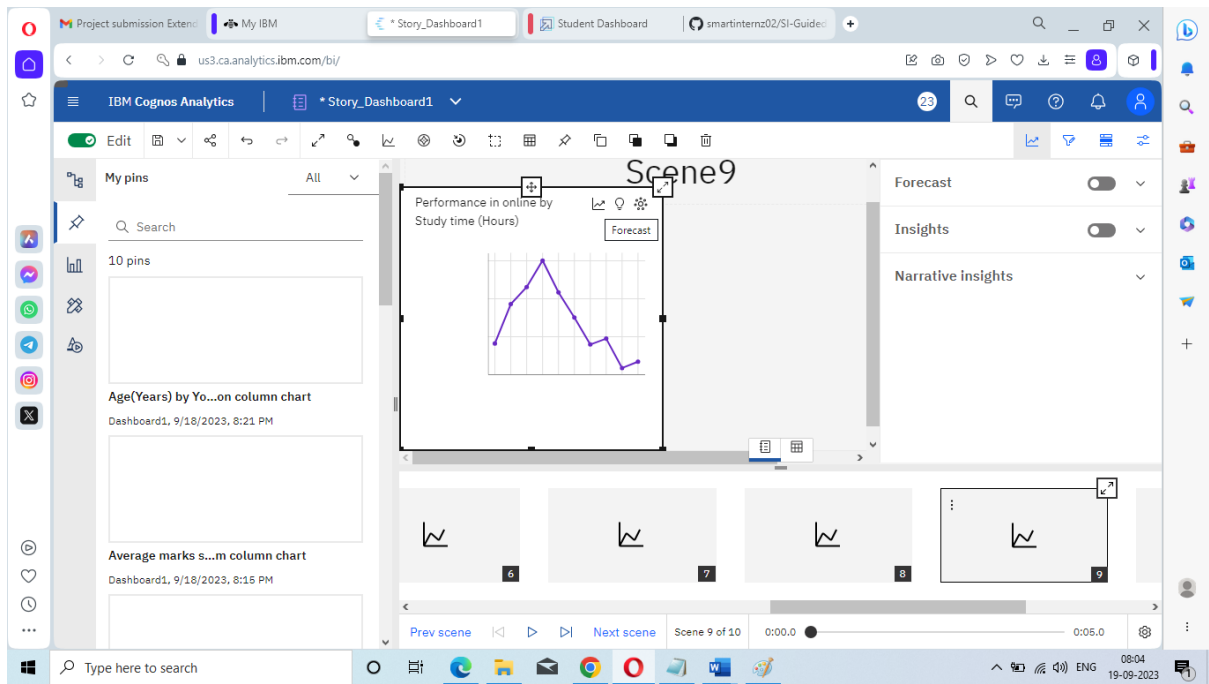 Project submission Extend
My IBM
* Story_Dashboard1
Student Dashboard
smartinternz02/SI-Guided
us3.ca.analytics.ibm.com/bi/
IBM Cognos Analytics
* Story_Dashboard1
23
Edit
My pins
All
Search
10 pins
Age(Years) by Yo...on column chart
Dashboard1, 9/18/2023, 8:21 PM
Average marks s...m column chart
Dashboard1, 9/18/2023, 8:15 PM
Scene9
Performance in online by
Study time (Hours)
Forecast
Forecast
Insights
Narrative insights
6
7
8
9
Prev scene
Next scene
Scene 9 of 10
0:00.0
0:05.0
Type here to search
ENG
08:04
19-09-2023
1